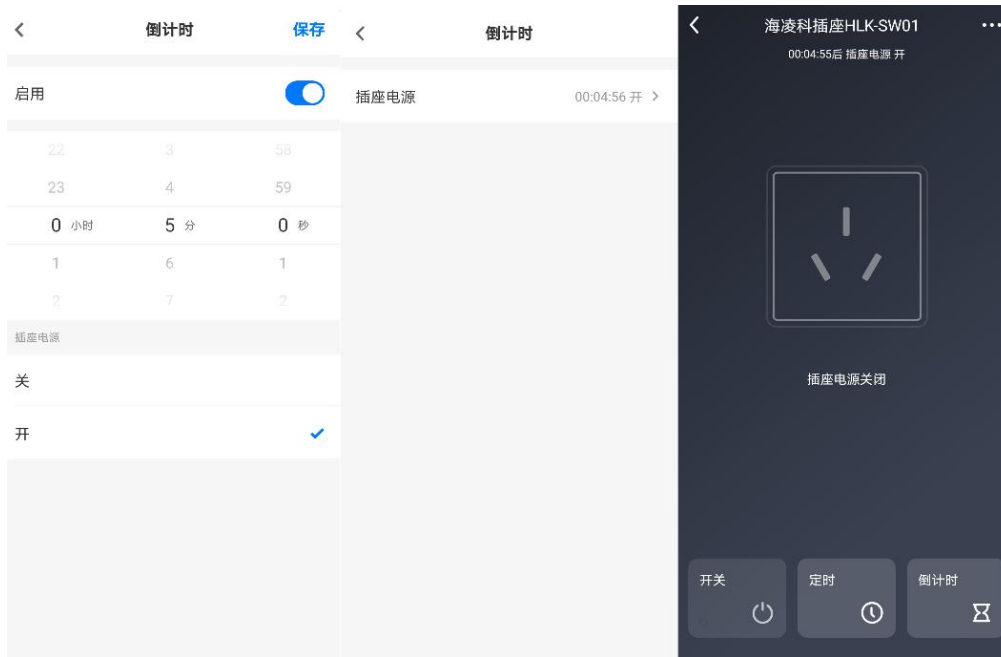 倒计时
保存
启用
22 3 58
23 4 59
0 小时 5 分 0 秒
1 6 1
2 7 2
插座电源
关
开
倒计时
插座电源 00:04:56 开
海凌科插座HLK-SW01
00:04:55后 插座电源 开
插座电源关闭
开关
定时
倒计时